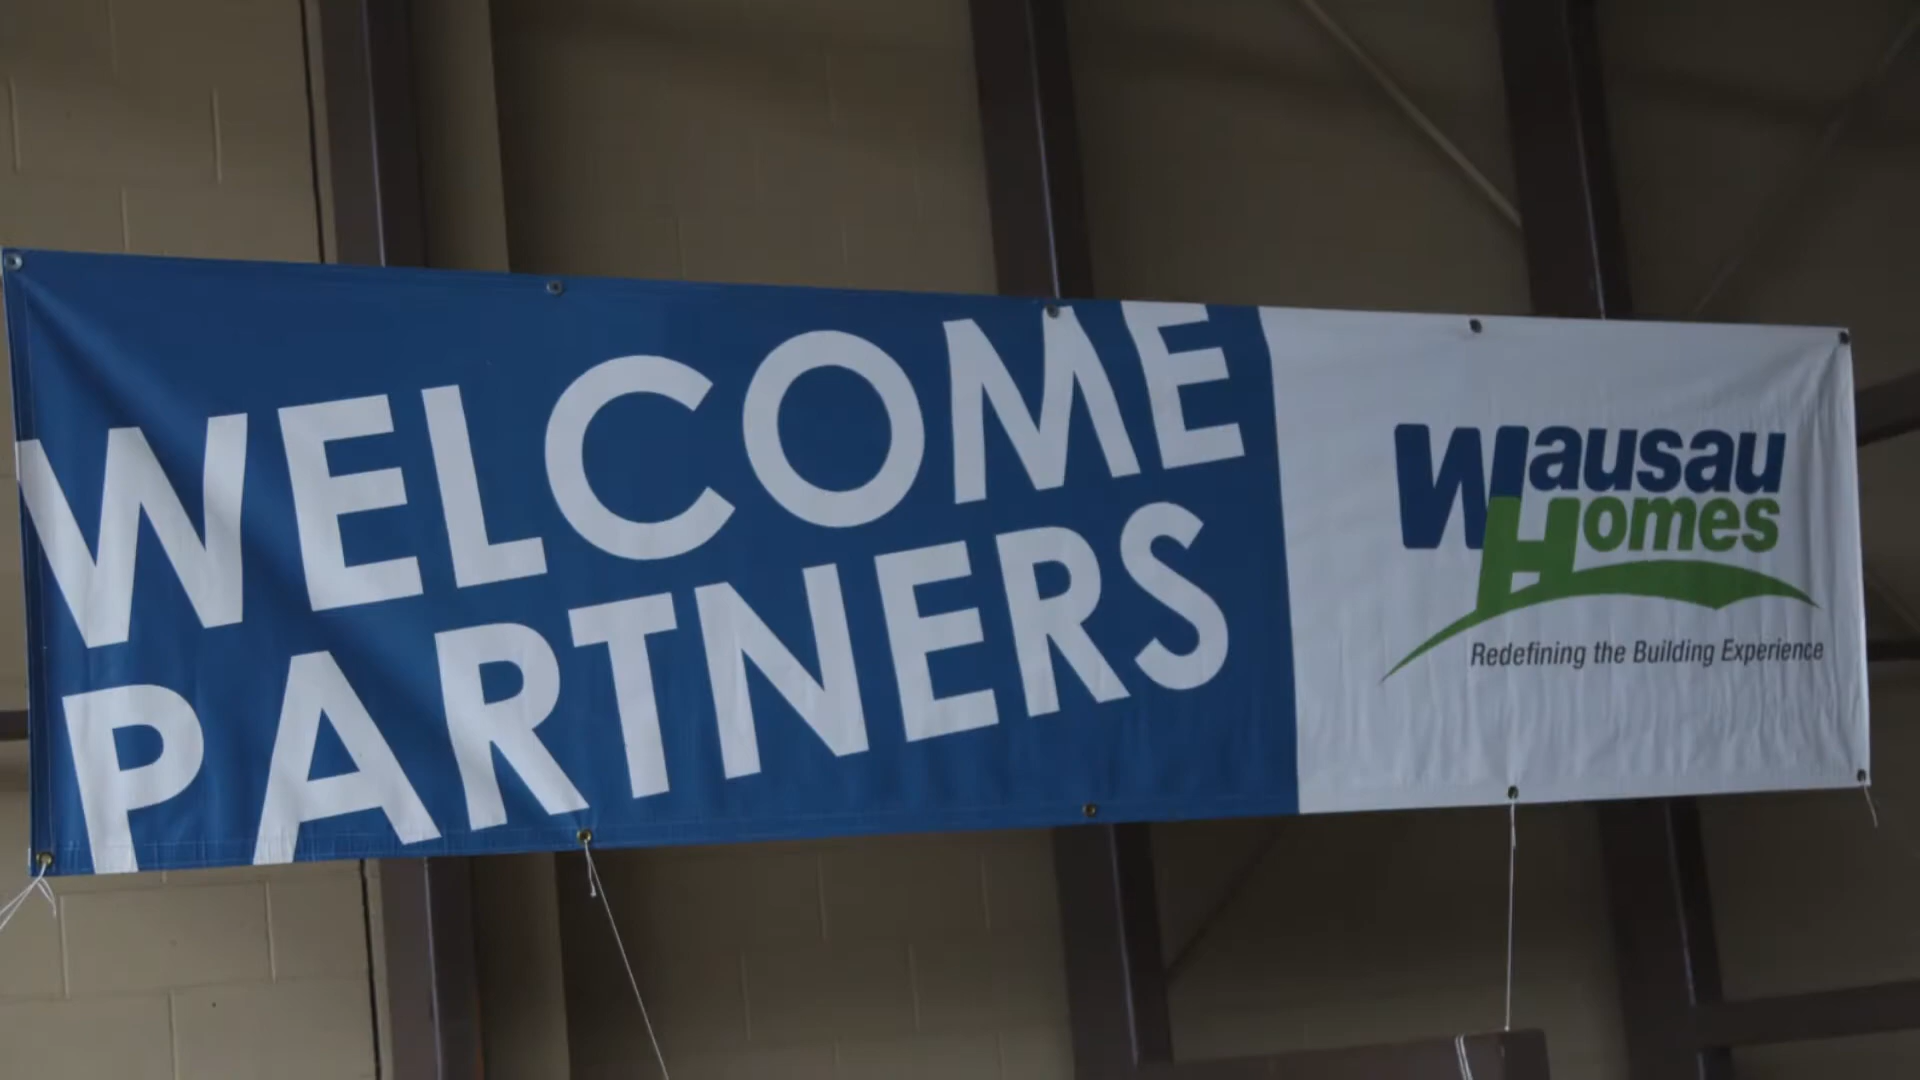 WELCOME
PARTNERS
Wausau
Homes
Redefining the Building Experience